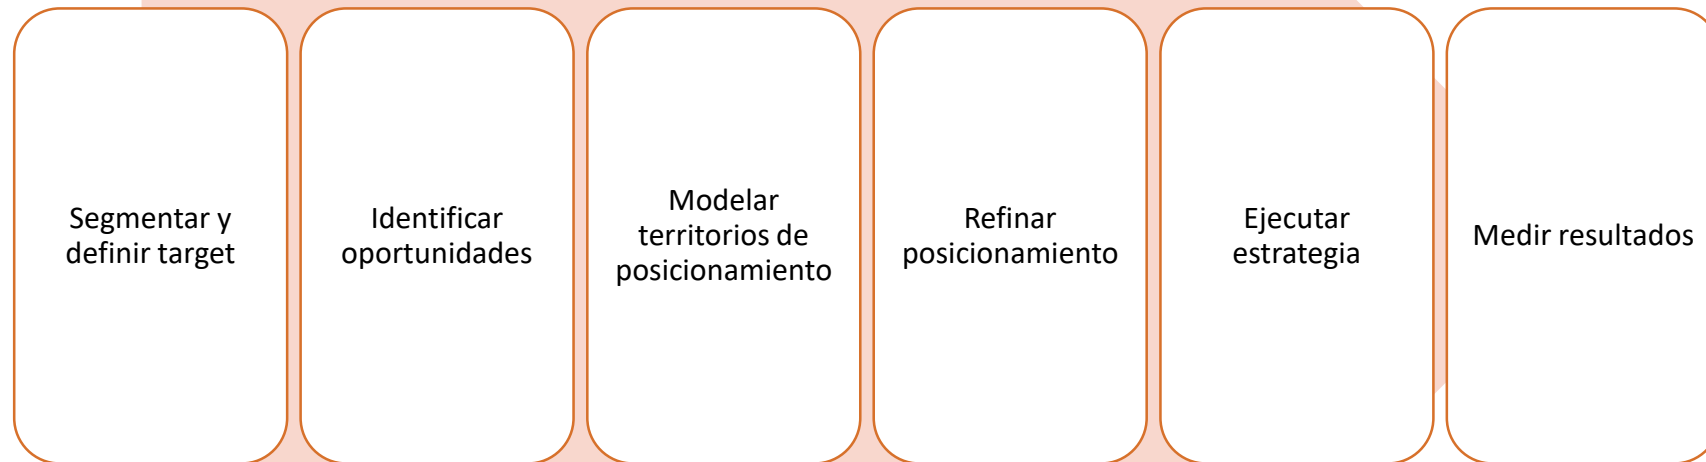 Segmentar y
definir target
Identificar
oportunidades
Modelar
territorios de
posicionamiento
Refinar
posicionamiento
Ejecutar
estrategia
Medir resultados